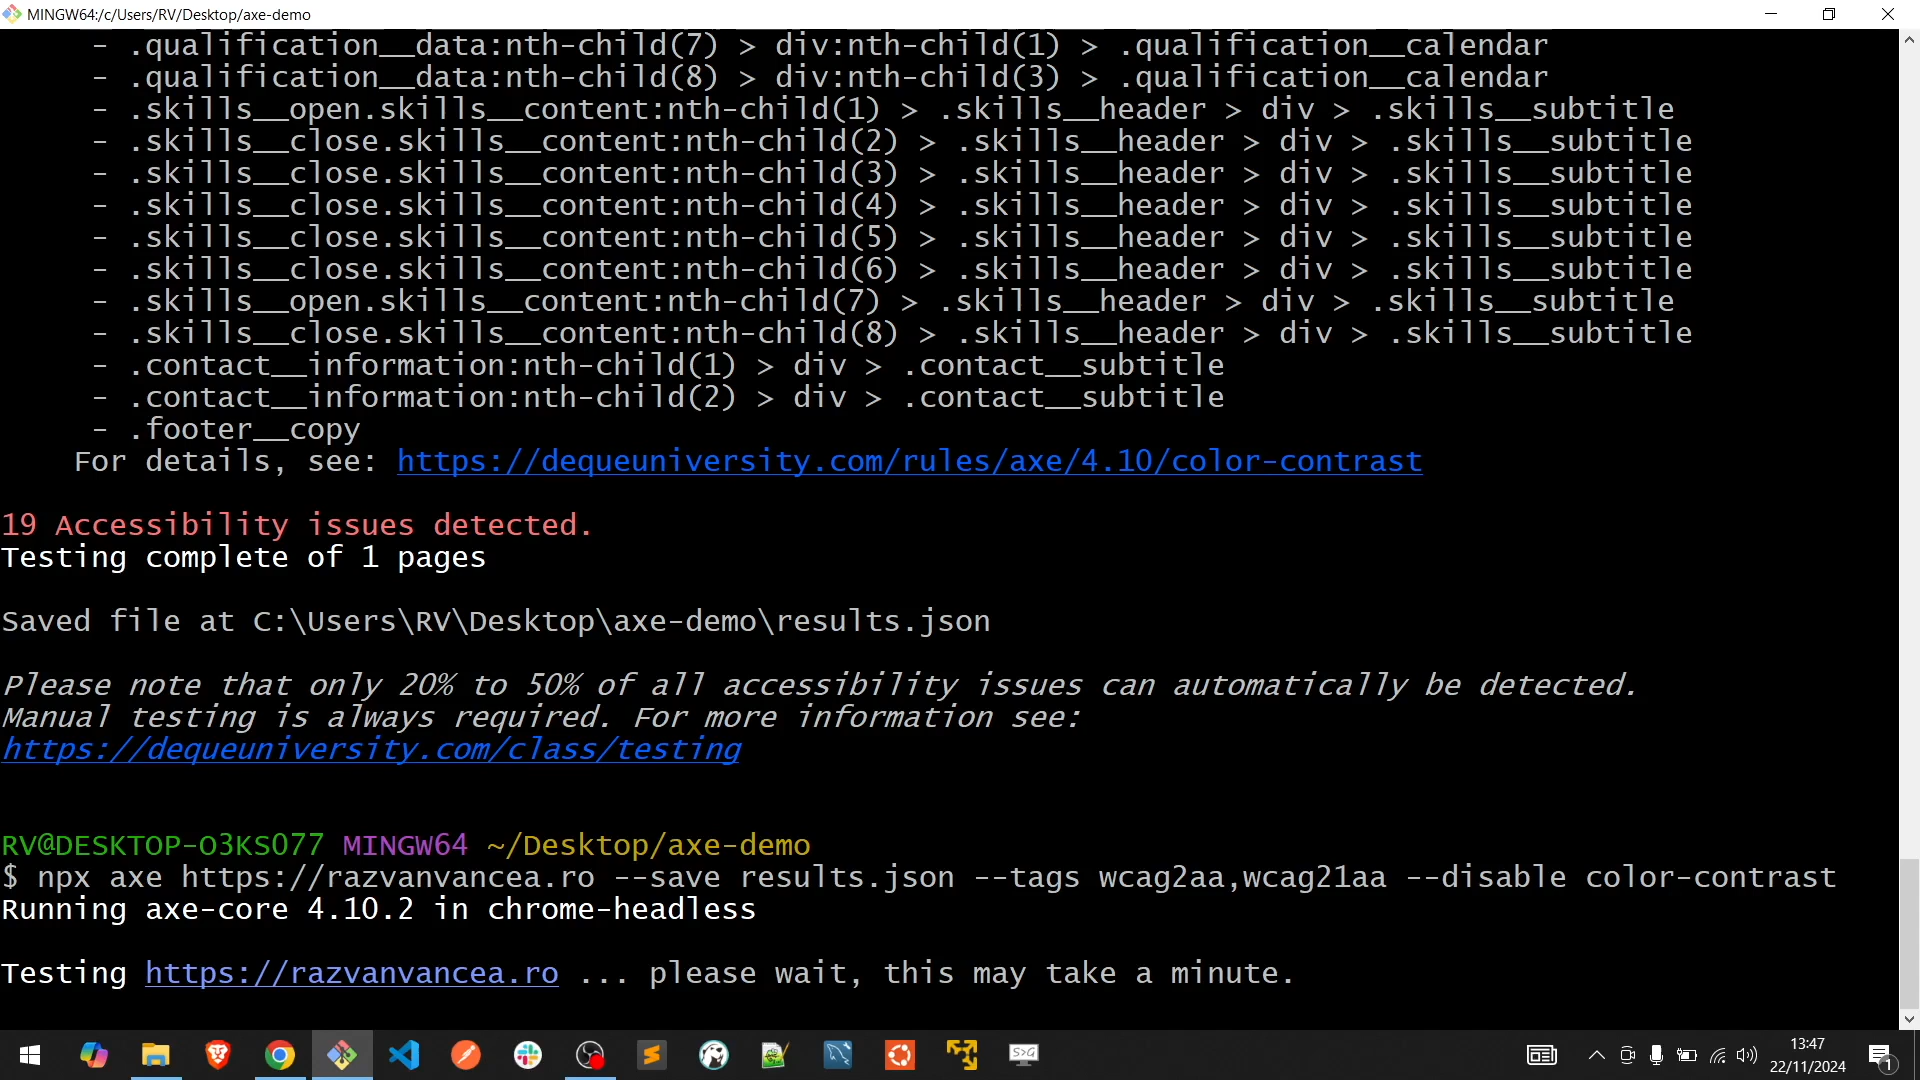 MINGW64:/c/Users/RV/Desktop/axe-demo
- .qualification__data:nth-child(7) > div:nth-child(1) > .qualification__calendar
- .qualification__data:nth-child(8) > div:nth-child(3) > .qualification__calendar
- .skills__open.skills__content:nth-child(1) > .skills__header > div > .skills__subtitle
- .skills__close.skills__content:nth-child(2) > .skills__header > div > .skills__subtitle
- .skills__close.skills__content:nth-child(3) > .skills__header > div > .skills__subtitle
- .skills__close.skills__content:nth-child(4) > .skills__header > div > .skills__subtitle
- .skills__close.skills__content:nth-child(5) > .skills__header > div > .skills__subtitle
- .skills__close.skills__content:nth-child(6) > .skills__header > div > .skills__subtitle
- .skills__open.skills__content:nth-child(7) > .skills__header > div > .skills__subtitle
- .skills__close.skills__content:nth-child(8) > .skills__header > div > .skills__subtitle
- .contact__information:nth-child(1) > div > .contact__subtitle
- .contact__information:nth-child(2) > div > .contact__subtitle
- .footer__copy
For details, see: https://dequeuniversity.com/rules/axe/4.10/color-contrast
19 Accessibility issues detected.
Testing complete of 1 pages
Saved file at C:\Users\RV\Desktop\axe-demo\results.json
Please note that only 20% to 50% of all accessibility issues can automatically be detected.
Manual testing is always required. For more information see:
https://dequeuniversity.com/class/testing
RV@DESKTOP-O3KSO77 MINGW64 ~/Desktop/axe-demo
$ npx axe https://razvanvancea.ro --save results.json --tags wcag2aa,wcag21aa --disable color-contrast
Running axe-core 4.10.2 in chrome-headless
Testing https://razvanvancea.ro ... please wait, this may take a minute.
S>G
13:47
22/11/2024
1